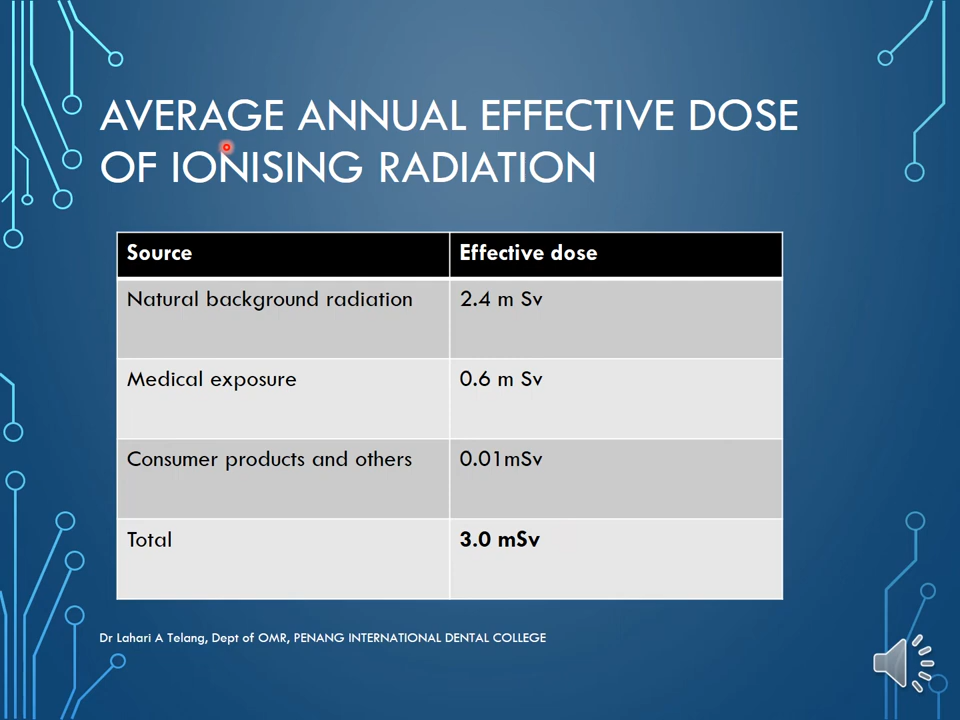 AVERAGE ANNUAL EFFECTIVE DOSE
OF IONISING RADIATION
Source Effective dose
Natural background radiation 2.4 m Sv
Medical exposure 0.6 m Sv
Consumer products and others 0.01mSv
Total 3.0 mSv
Dr Lahari A Telang, Dept of OMR, PENANG INTERNATIONAL DENTAL COLLEGE